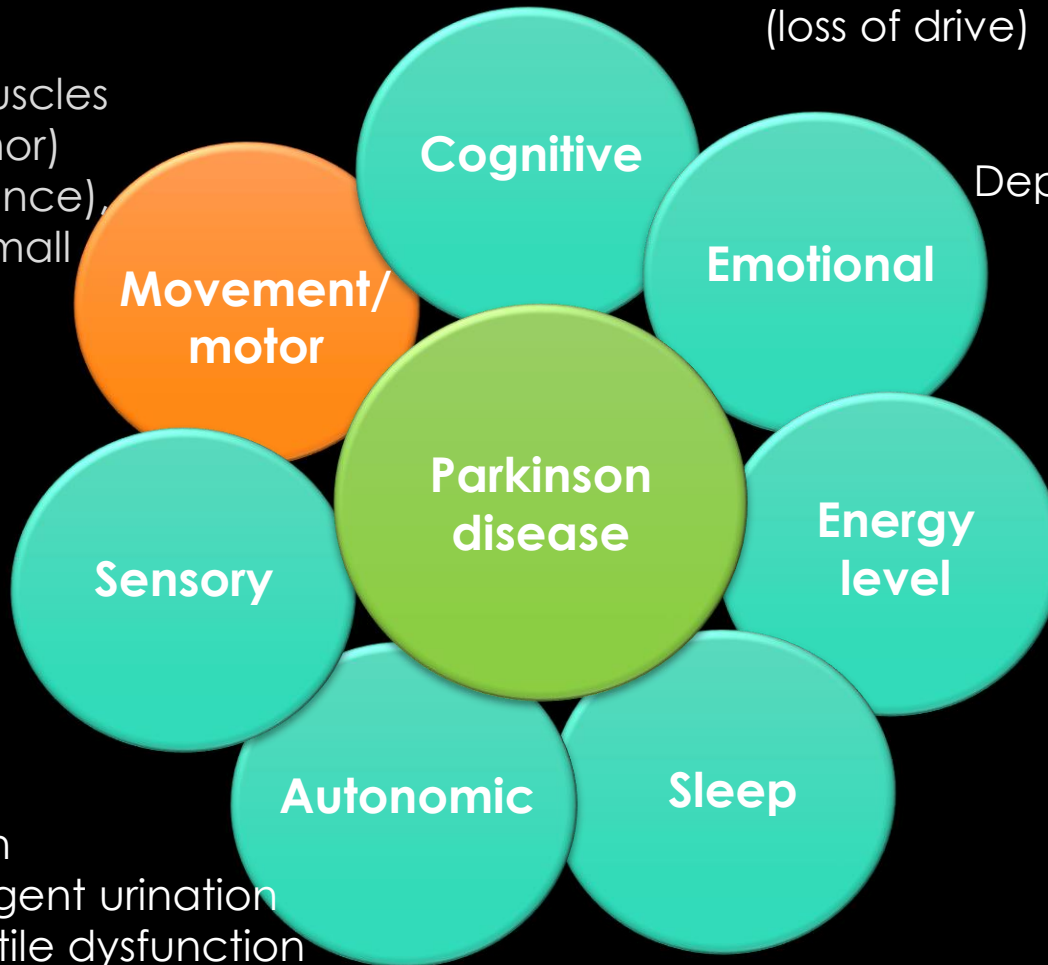 (loss of drive)
uscles
or)
nce),
mall
Cognitive
Dep
Emotional
Movement/
motor
Parkinson
disease
Energy
level
Sensory
Autonomic
Sleep
n
gent urination
tile dysfunction